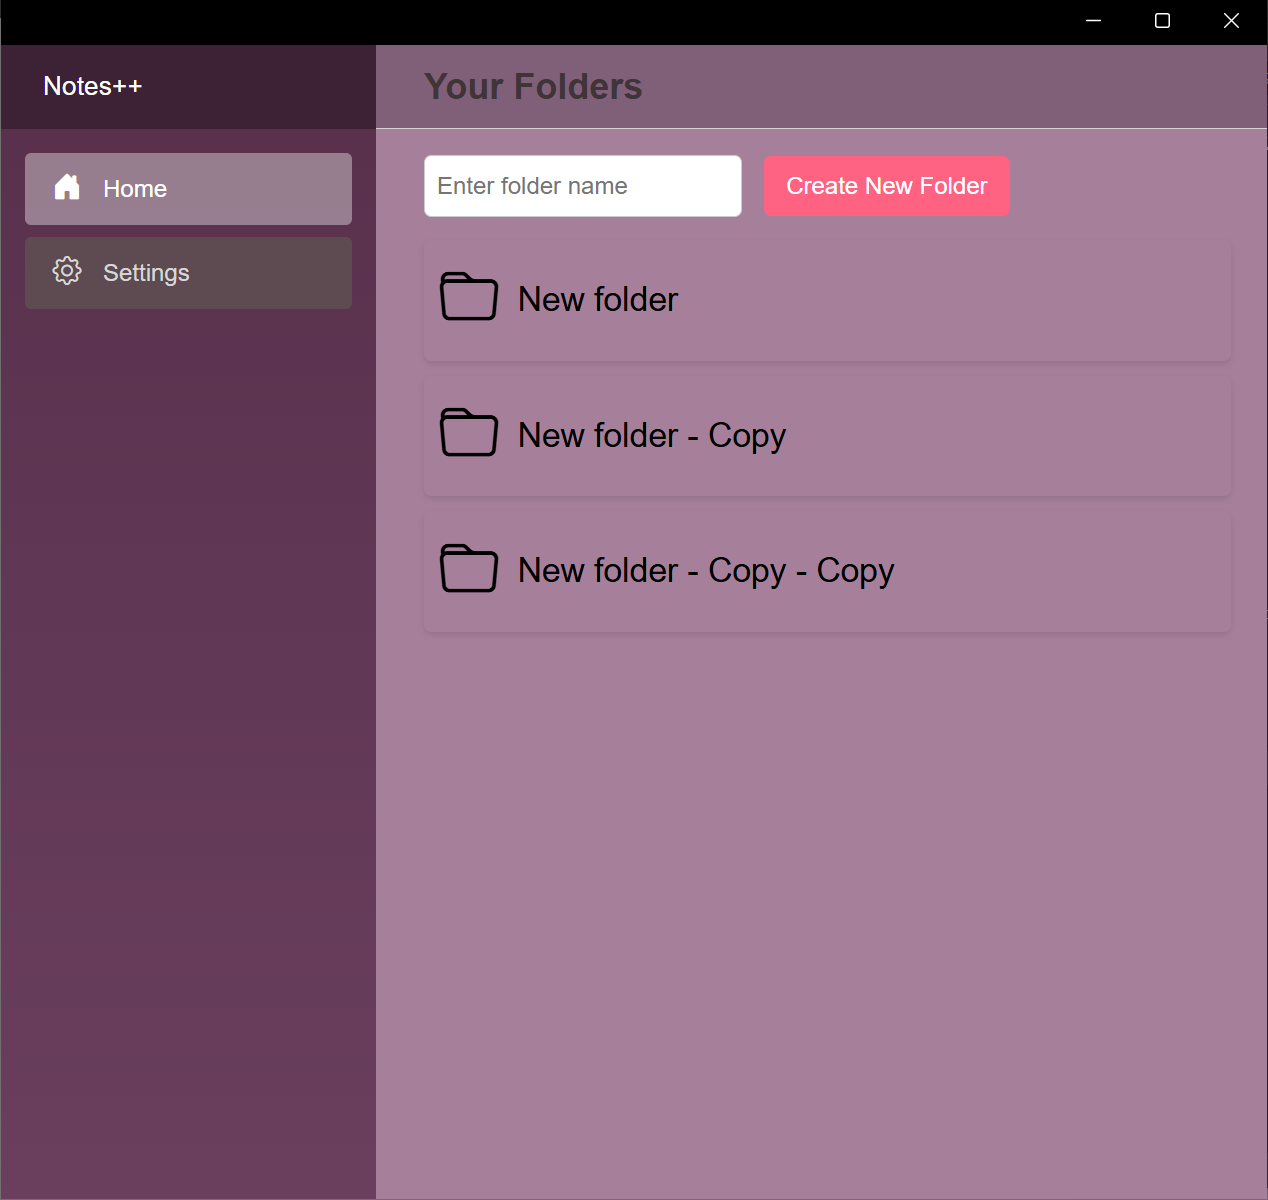 Notes++
Your Folders
Home
Settings
Enter folder name
Create New Folder
New folder
New folder - Copy
New folder - Copy - Copy